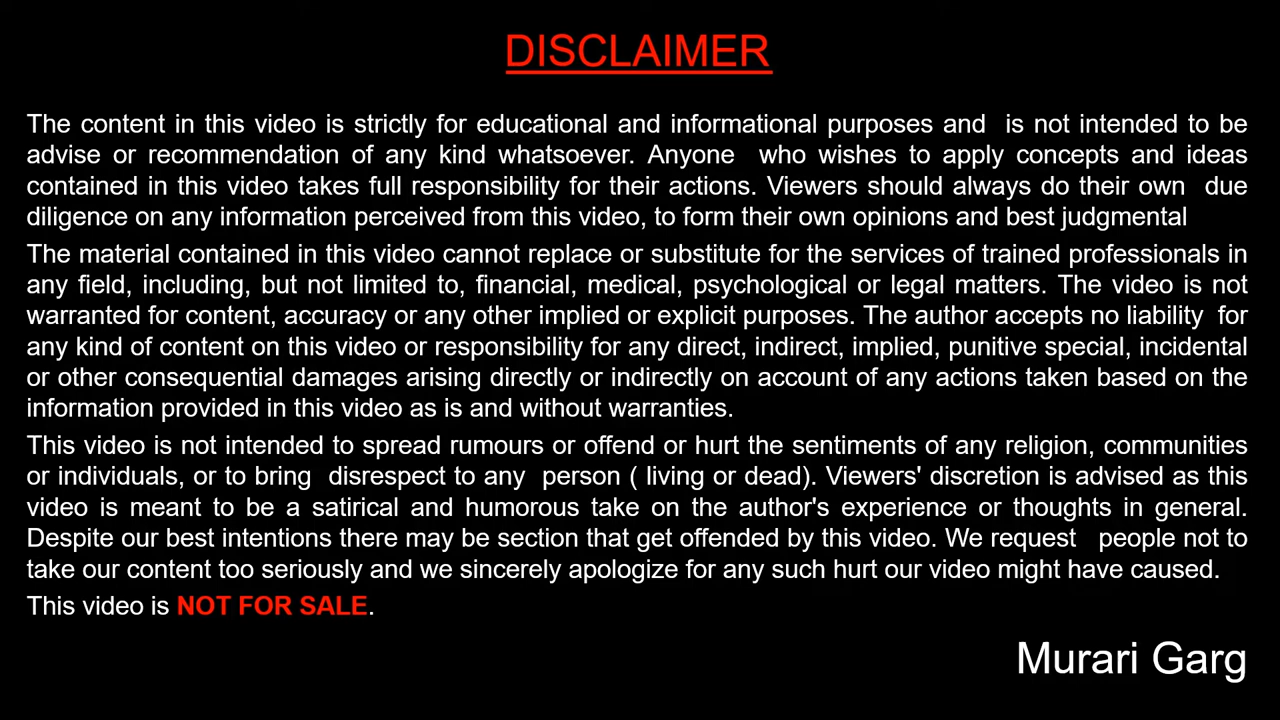 DISCLAIMER
The content in this video is strictly for educational and informational purposes and is not intended to be
advise or recommendation of any kind whatsoever. Anyone who wishes to apply concepts and ideas
contained in this video takes full responsibility for their actions. Viewers should always do their own due
diligence on any information perceived from this video, to form their own opinions and best judgmental
The material contained in this video cannot replace or substitute for the services of trained professionals in
any field, including, but not limited to, financial, medical, psychological or legal matters. The video is not
warranted for content, accuracy or any other implied or explicit purposes. The author accepts no liability for
any kind of content on this video or responsibility for any direct, indirect, implied, punitive special, incidental
or other consequential damages arising directly or indirectly on account of any actions taken based on the
information provided in this video as is and without warranties.
This video is not intended to spread rumours or offend or hurt the sentiments of any religion, communities
or individuals, or to bring disrespect to any person ( living or dead). Viewers' discretion is advised as this
video is meant to be a satirical and humorous take on the author's experience or thoughts in general.
Despite our best intentions there may be section that get offended by this video. We request people not to
take our content too seriously and we sincerely apologize for any such hurt our video might have caused.
This video is NOT FOR SALE.
Murari Garg